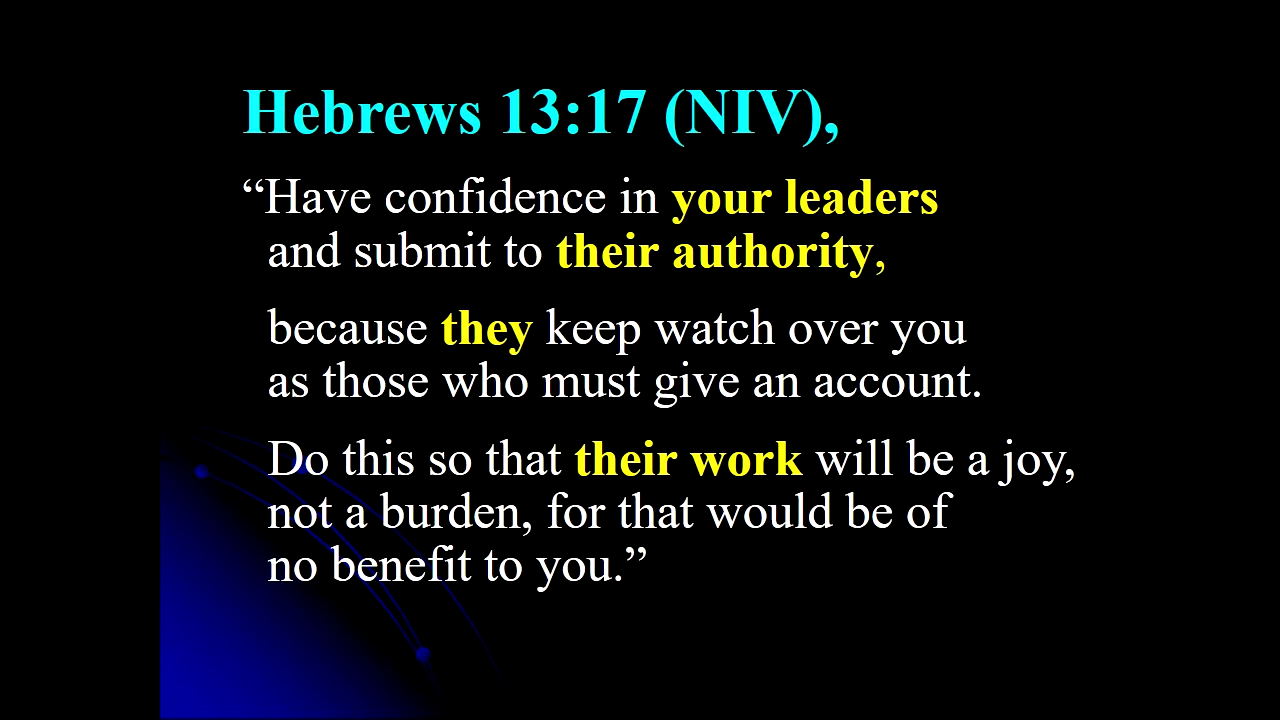 Hebrews 13:17 (NIV),
“Have confidence in your leaders
and submit to their authority,
because they keep watch over you
as those who must give an account.
Do this so that their work will be a joy,
not a burden, for that would be of
no benefit to you.”